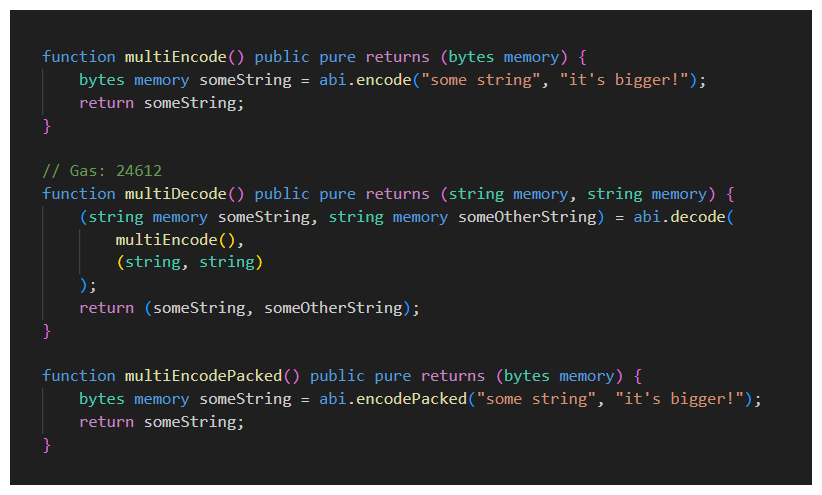 function multiEncode() public pure returns (bytes memory) {
    bytes memory someString = abi.encode("some string", "it's bigger!");
    return someString;
}

// Gas: 24612
function multiDecode() public pure returns (string memory, string memory) {
    (string memory someString, string memory someOtherString) = abi.decode(
        multiEncode(),
        (string, string)
    );
    return (someString, someOtherString);
}

function multiEncodePacked() public pure returns (bytes memory) {
    bytes memory someString = abi.encodePacked("some string", "it's bigger!");
    return someString;
}